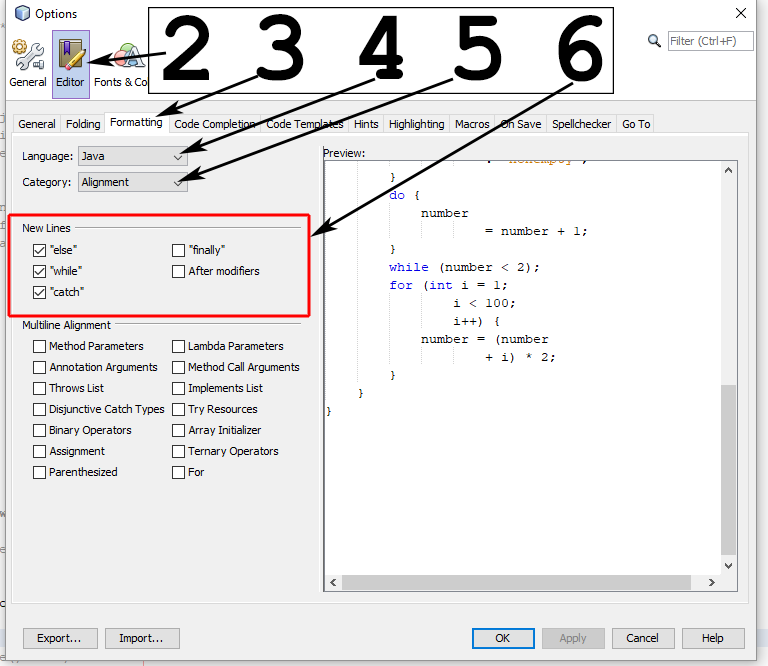 Options
2 3 4 5 6
Filter (Ctrl+F)
General Editor Fonts & Co
General Folding Formatting Code Completion Code Templates Hints Highlighting Macros On Save Spellchecker Go To
Language: Java
Category: Alignment
Preview:
}
do {
number
= number + 1;
}
while (number < 2);
for (int i = 1;
i < 100;
i++) {
number = (number
+ i) * 2;
}
}
}
New Lines
"else" "finally"
"while" After modifiers
"catch"
Multiline Alignment
Method Parameters Lambda Parameters
Annotation Arguments Method Call Arguments
Throws List Implements List
Disjunctive Catch Types Try Resources
Binary Operators Array Initializer
Assignment Ternary Operators
Parenthesized For
Export... Import... OK Apply Cancel Help